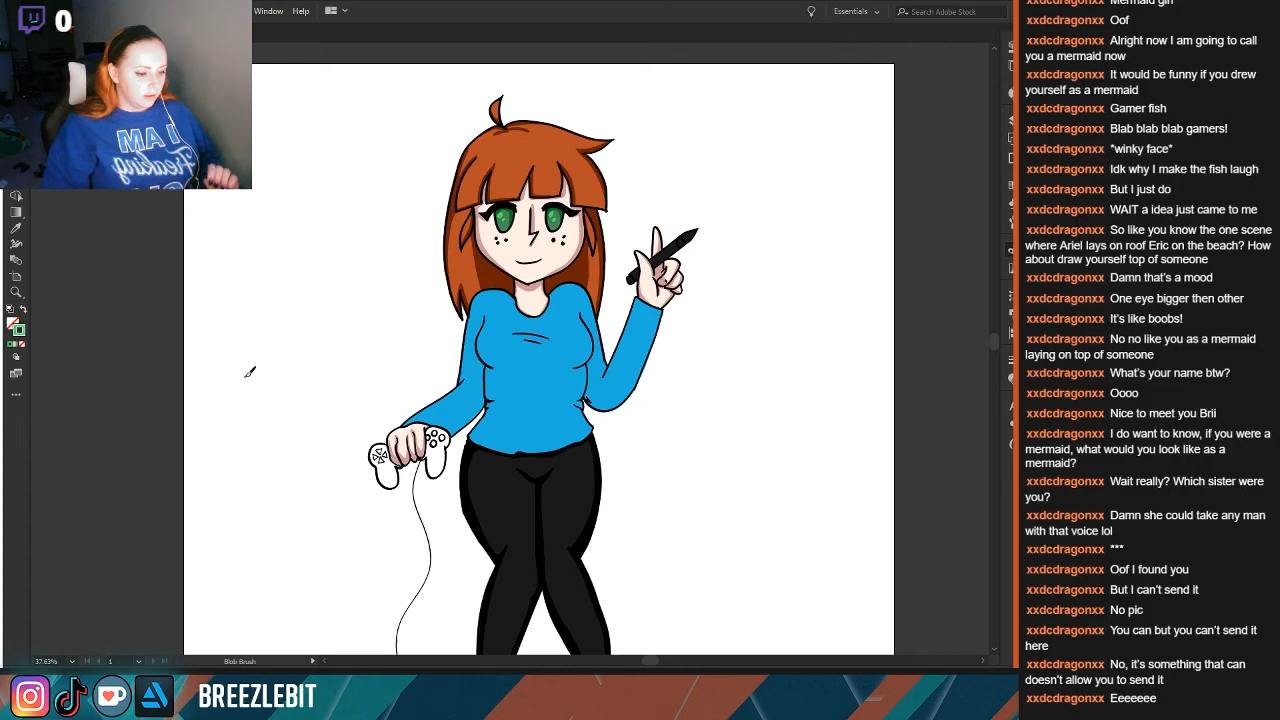 0
Window Help
Essentials
Search Adobe Stock
I AM
Freaking
Mermaid girl
xxdcdragonxx Oof
xxdcdragonxx Alright now I am going to call
you a mermaid now
xxdcdragonxx It would be funny if you drew
yourself as a mermaid
xxdcdragonxx Gamer fish
xxdcdragonxx Blab blab blab gamers!
xxdcdragonxx *winky face*
xxdcdragonxx Idk why I make the fish laugh
xxdcdragonxx But I just do
xxdcdragonxx WAIT a idea just came to me
xxdcdragonxx So like you know the one scene
where Ariel lays on roof Eric on the beach? How
about draw yourself top of someone
xxdcdragonxx Damn that's a mood
xxdcdragonxx One eye bigger then other
xxdcdragonxx It's like boobs!
xxdcdragonxx No no like you as a mermaid
laying on top of someone
xxdcdragonxx What's your name btw?
xxdcdragonxx Oooo
xxdcdragonxx Nice to meet you Brii
xxdcdragonxx I do want to know, if you were a
mermaid, what would you look like as a
mermaid?
xxdcdragonxx Wait really? Which sister were
you?
xxdcdragonxx Damn she could take any man
with that voice lol
xxdcdragonxx ***
xxdcdragonxx Oof I found you
xxdcdragonxx But I can't send it
xxdcdragonxx No pic
xxdcdragonxx You can but you can't send it
here
xxdcdragonxx No, it's something that can
doesn't allow you to send it
xxdcdragonxx Eeeeeee
37.63% 1 Blob Brush
BREEZLEBIT